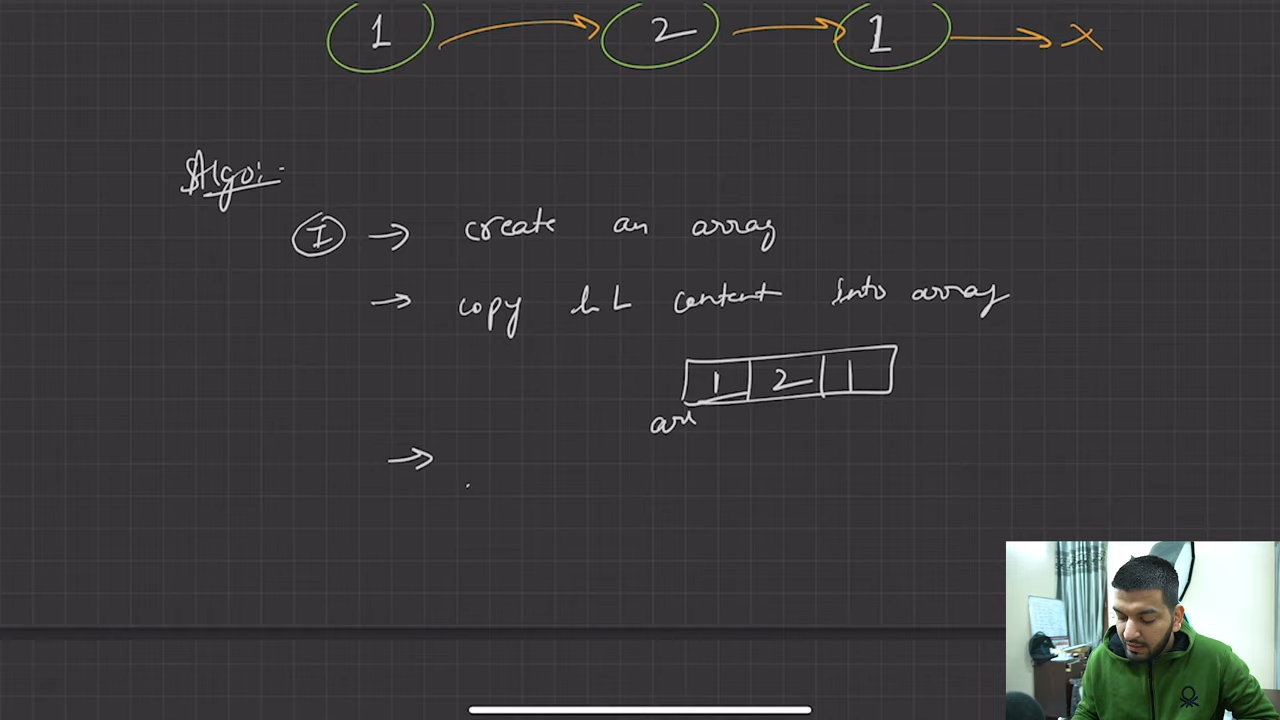 1 → 2 → 1 → X
Algo:-
I → create an array
→ copy LL content into array
1 2 1
arr
→